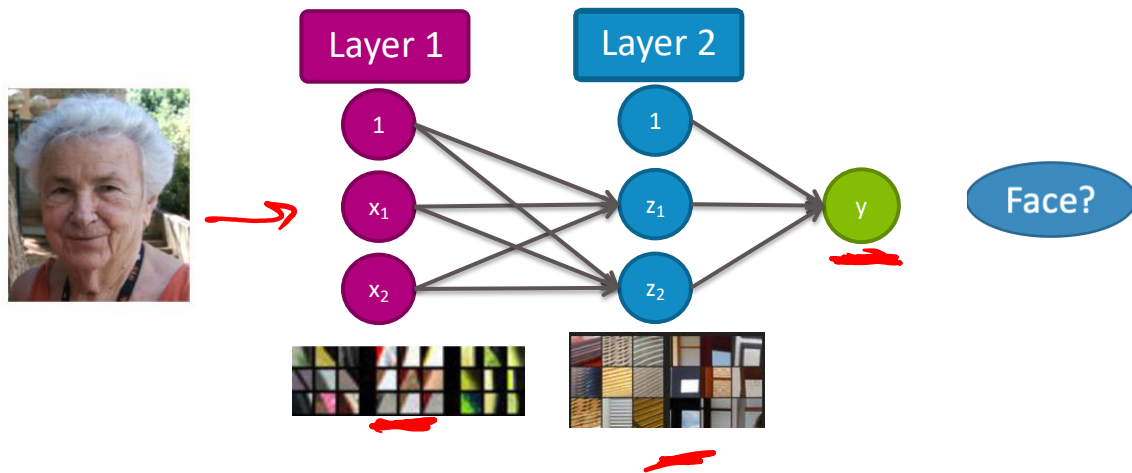 Layer 1
Layer 2
1
1
x₁
z₁
y
Face?
x₂
z₂